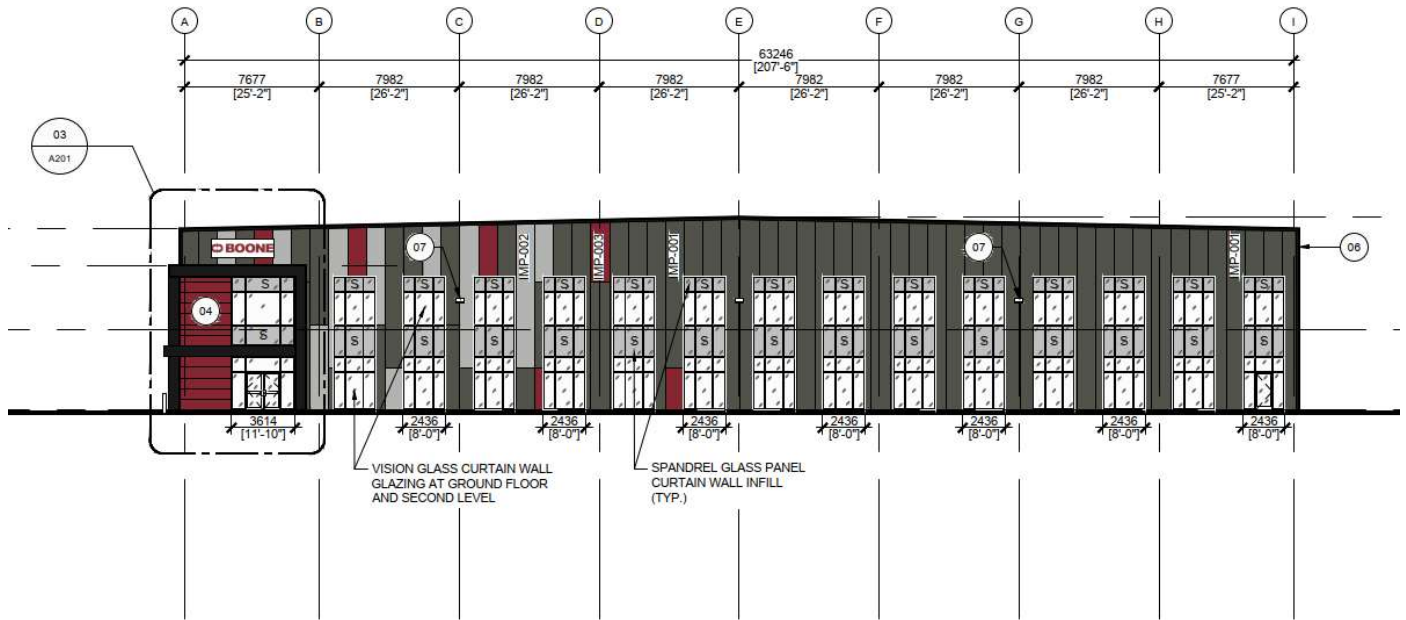 A B C D E F G H I
63246
[207'-6"]
7677 7982 7982 7982 7982 7982 7982 7677
[25'-2"] [26'-2"] [26'-2"] [26'-2"] [26'-2"] [26'-2"] [26'-2"] [25'-2"]
03
A201
BOONE
07
07
06
IMP-002
IMP-003
IMP-001
IMP-001
04
S S S S S S S S S S S S S S S
S S S S S S S S S S S S S S S
3614 2436 2436 2436 2436 2436 2436 2436
[11'-10"] [8'-0"] [8'-0"] [8'-0"] [8'-0"] [8'-0"] [8'-0"] [8'-0"]
VISION GLASS CURTAIN WALL
GLAZING AT GROUND FLOOR
AND SECOND LEVEL
SPANDREL GLASS PANEL
CURTAIN WALL INFILL
(TYP.)